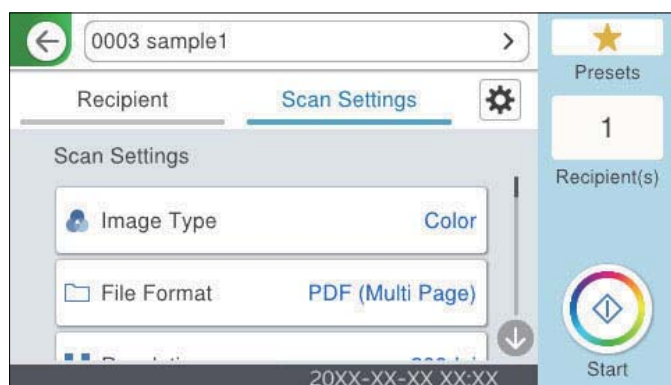 0003 sample1
Presets
Recipient
Scan Settings
1
Recipient(s)
Scan Settings
Image Type
Color
File Format
PDF (Multi Page)
Start
20XX-XX-XX XX:XX